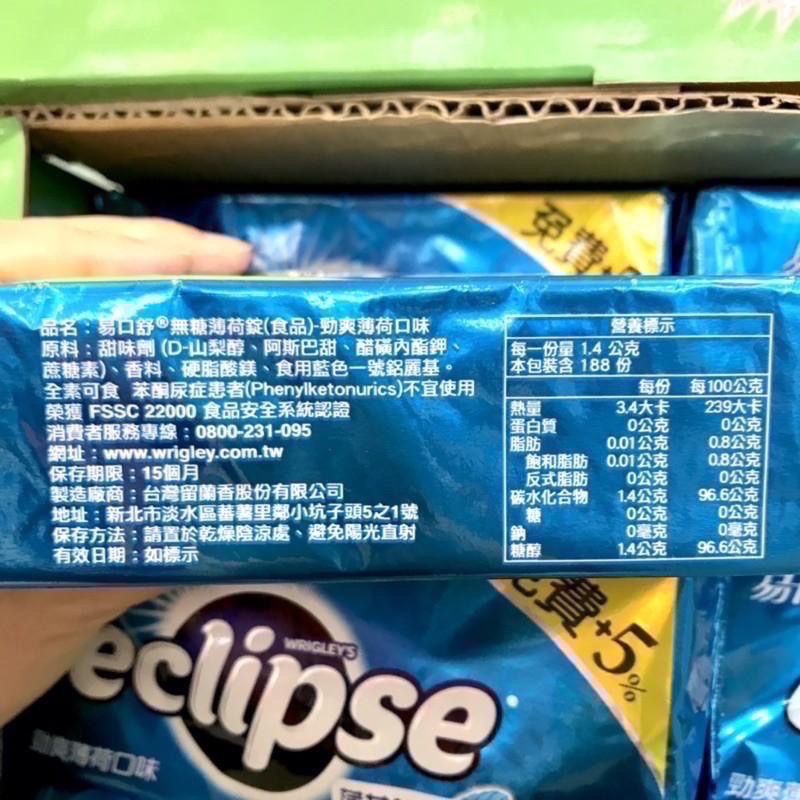 免費
品名：易口舒®無糖薄荷錠(食品)-勁爽薄荷口味
原料：甜味劑 (D-山梨醇、阿斯巴甜、醋磺內酯鉀、
蔗糖素)、香料、硬脂酸鎂、食用藍色一號鋁麗基。
全素可食 苯酮尿症患者(Phenylketonurics)不宜使用
榮獲 FSSC 22000 食品安全系統認證
消費者服務專線：0800-231-095
網址：www.wrigley.com.tw
保存期限：15個月
製造廠商：台灣留蘭香股份有限公司
地址：新北市淡水區蕃薯里鄰小坑子頭5之1號
保存方法：請置於乾燥陰涼處、避免陽光直射
有效日期：如標示
營養標示
每一份量 1.4 公克
本包裝含 188 份
每份 每100公克
熱量 3.4大卡 239大卡
蛋白質 0公克 0公克
脂肪 0.01公克 0.8公克
飽和脂肪 0.01公克 0.8公克
反式脂肪 0公克 0公克
碳水化合物 1.4公克 96.6公克
糖 0公克 0公克
鈉 0毫克 0毫克
糖醇 1.4公克 96.6公克
費+5%
WRIGLEY'S
eclipse
勁爽薄荷口味
勁爽